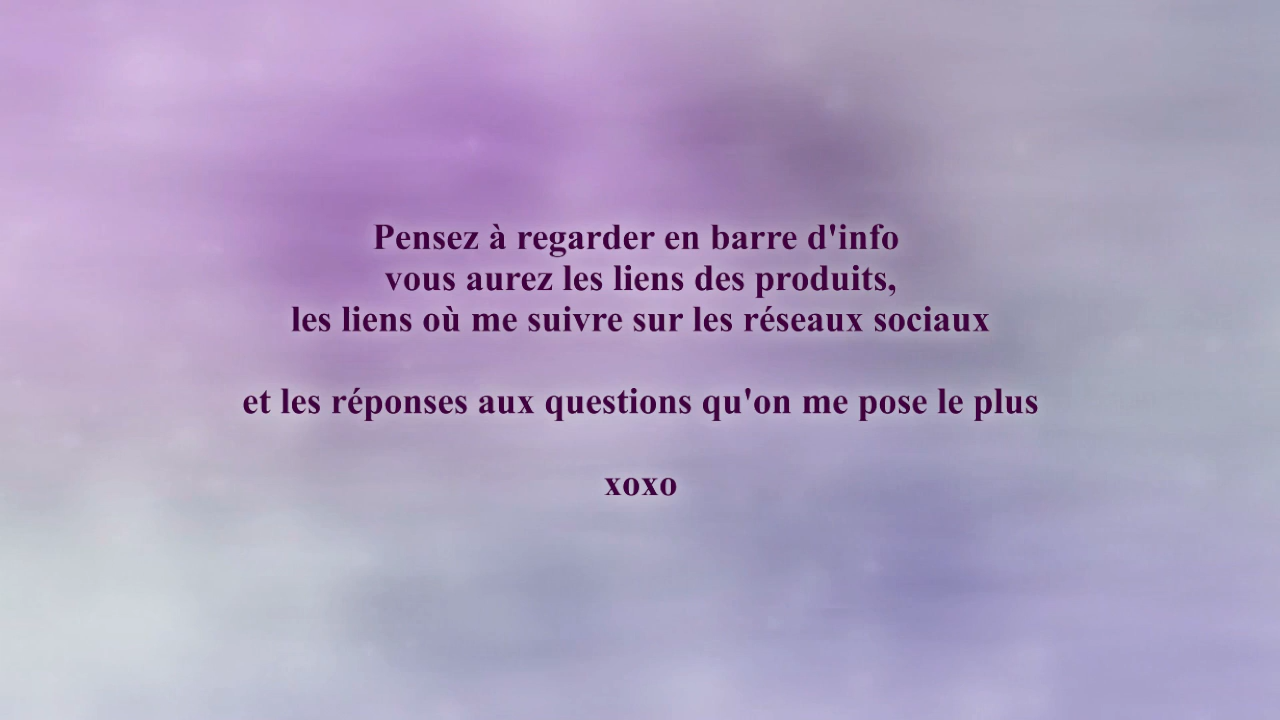 Pensez à regarder en barre d'info
vous aurez les liens des produits,
les liens où me suivre sur les réseaux sociaux
et les réponses aux questions qu'on me pose le plus
xoxo